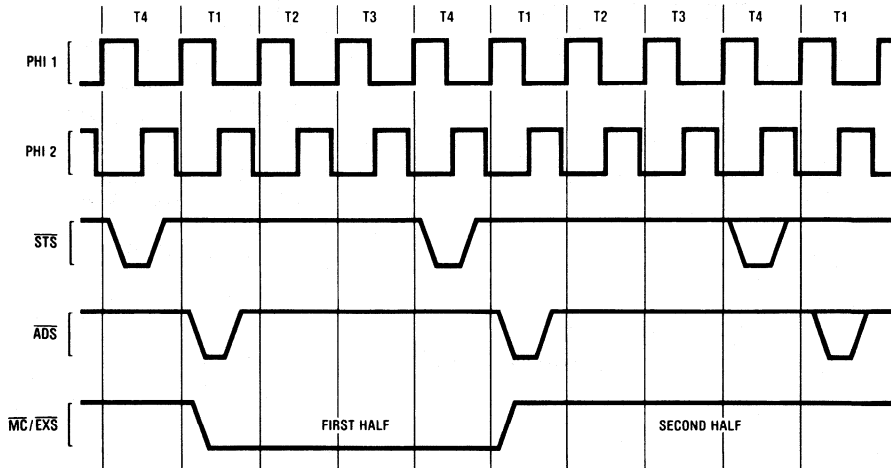 T4 T1 T2 T3 T4 T1 T2 T3 T4 T1
PHI 1
PHI 2
STS
ADS
MC/EXS
FIRST HALF SECOND HALF